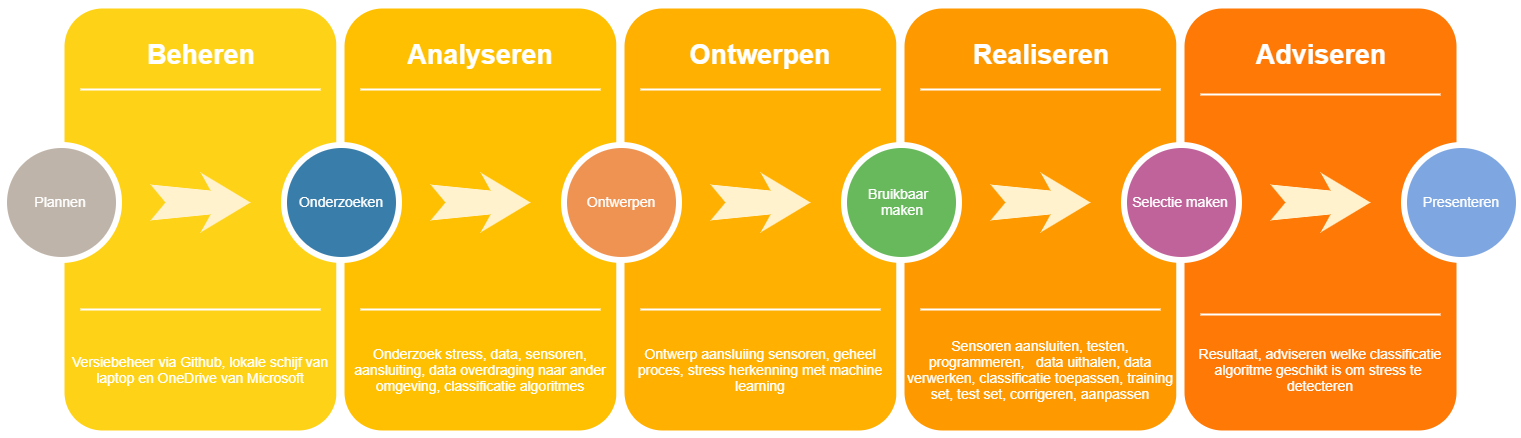 Beheren
Analyseren
Ontwerpen
Realiseren
Adviseren
Plannen
Onderzoeken
Ontwerpen
Bruikbaar
maken
Selectie maken
Presenteren
Versiebeheer via Github, lokale schijf van
laptop en OneDrive van Microsoft
Onderzoek stress, data, sensoren,
aansluiting, data overdraging naar ander
omgeving, classificatie algoritmes
Ontwerp aansluiing sensoren, geheel
proces, stress herkenning met machine
learning
Sensoren aansluiten, testen,
programmeren, data uithalen, data
verwerken, classificatie toepassen, training
set, test set, corrigeren, aanpassen
Resultaat, adviseren welke classificatie
algoritme geschikt is om stress te
detecteren